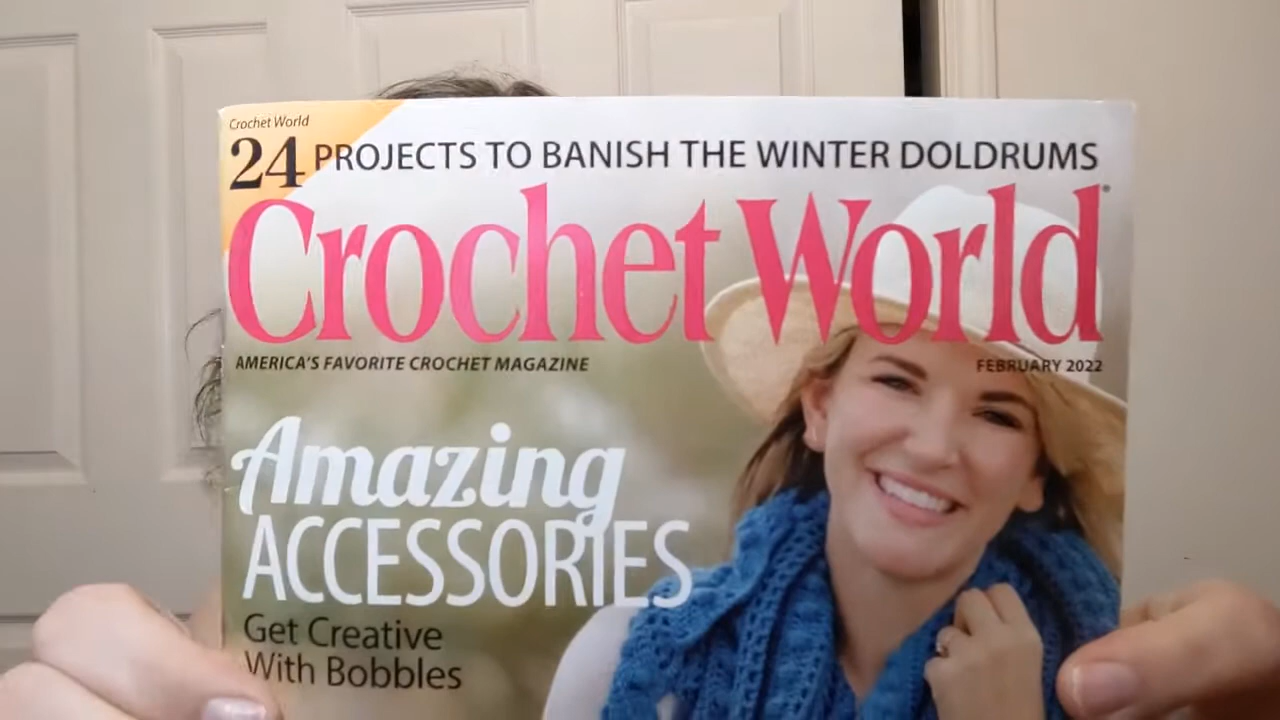 Crochet World
24 PROJECTS TO BANISH THE WINTER DOLDRUMS
Crochet World®
AMERICA'S FAVORITE CROCHET MAGAZINE
FEBRUARY 2022
Amazing
ACCESSORIES
Get Creative
With Bobbles